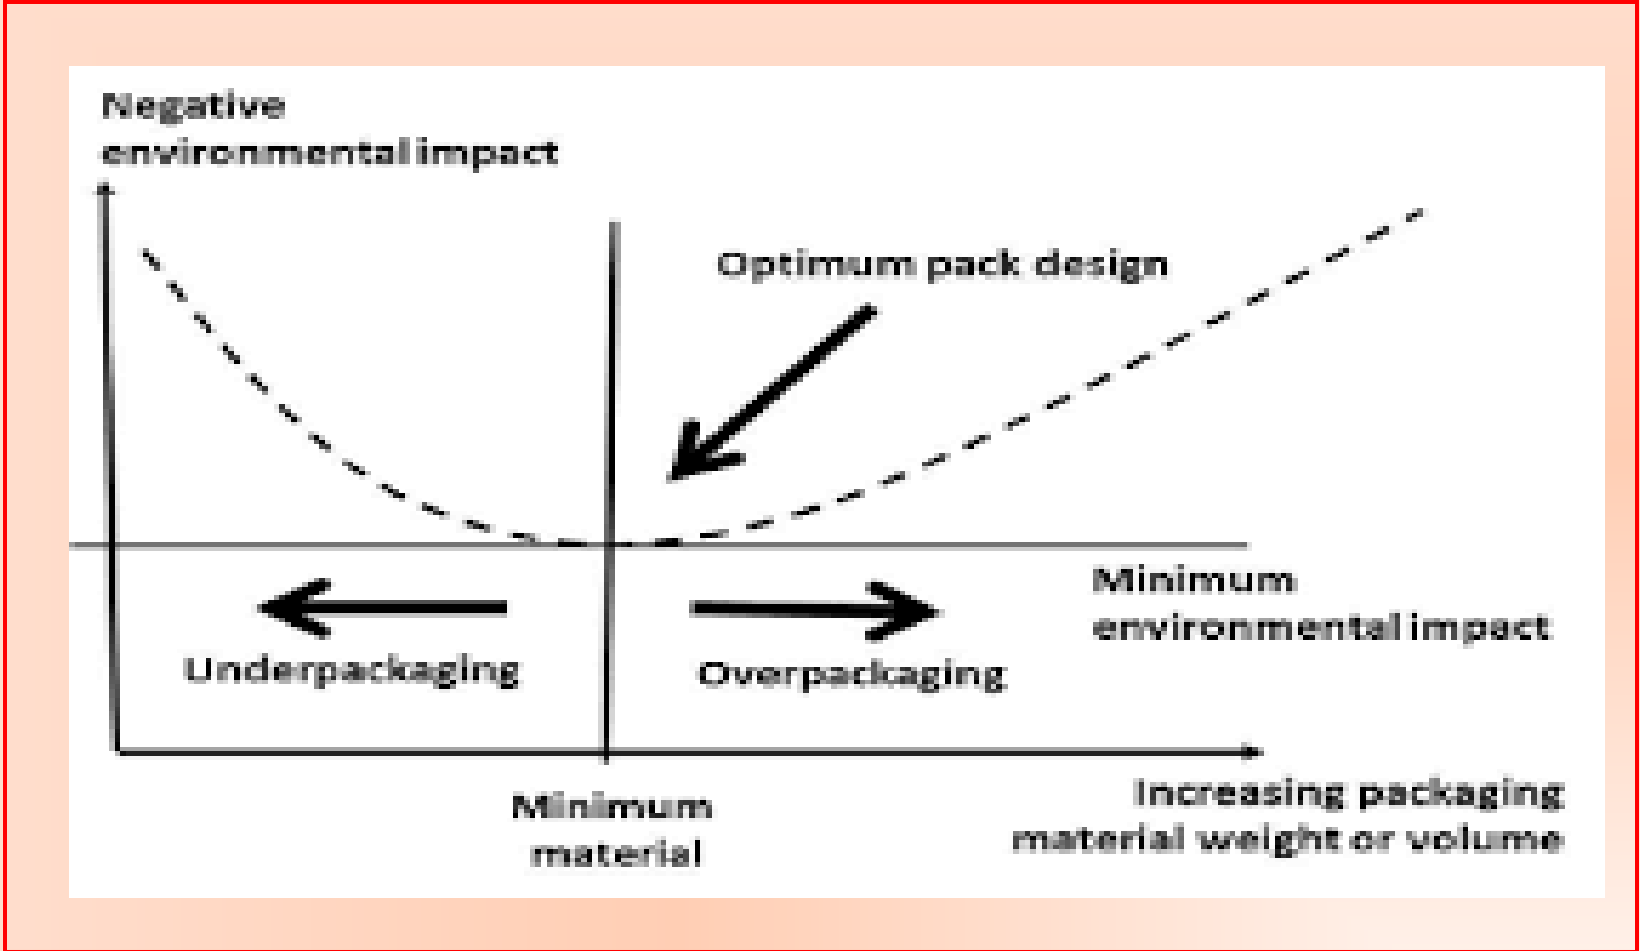 Negative
environmental impact
Optimum pack design
Minimum
environmental impact
Underpackaging
Overpackaging
Minimum
material
Increasing packaging
material weight or volume